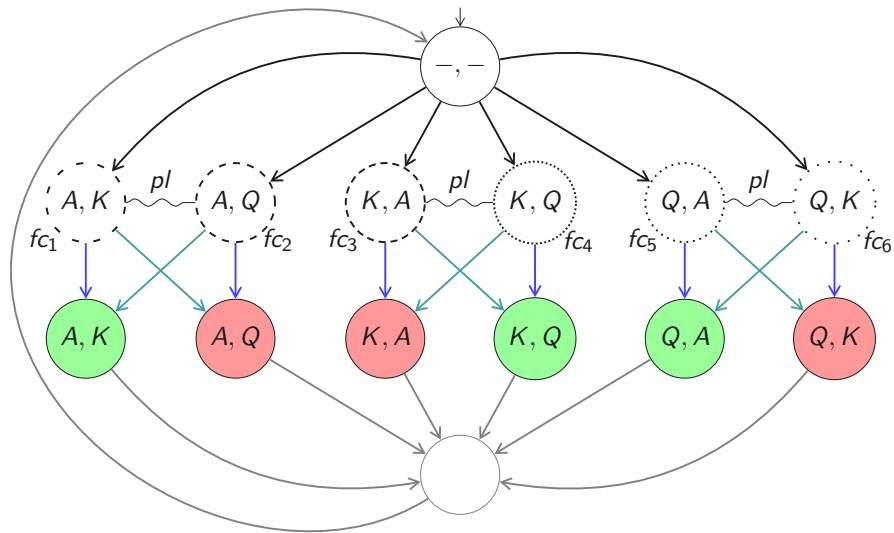 −, −
pl pl pl
A, K A, Q K, A K, Q Q, A Q, K
fc1 fc2 fc3 fc4 fc5 fc6
A, K A, Q K, A K, Q Q, A Q, K